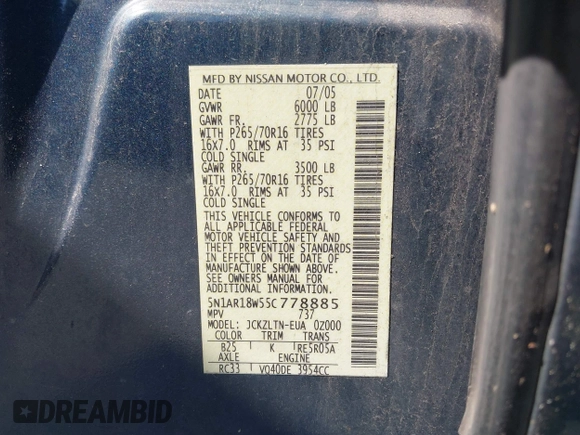 MFD BY NISSAN MOTOR CO., LTD.
DATE 07/05
GVWR 6000 LB
GAWR FR. 2775 LB
WITH P265/70R16 TIRES
16X7.0 RIMS AT 35 PSI
COLD SINGLE
GAWR RR. 3500 LB
WITH P265/70R16 TIRES
16X7.0 RIMS AT 35 PSI
COLD SINGLE
THIS VEHICLE CONFORMS TO
ALL APPLICABLE FEDERAL
MOTOR VEHICLE SAFETY AND
THEFT PREVENTION STANDARDS
IN EFFECT ON THE DATE OF
MANUFACTURE SHOWN ABOVE.
SEE OWNERS MANUAL FOR
ADDITIONAL INFORMATION.
5N1AR18W55C778885
MPV 737
MODEL: JCKZLTN-EUA 0Z000
COLOR TRIM TRANS
B25 K RE5R05A
AXLE ENGINE
RC33 VQ40DE 3954CC
DREAMBID